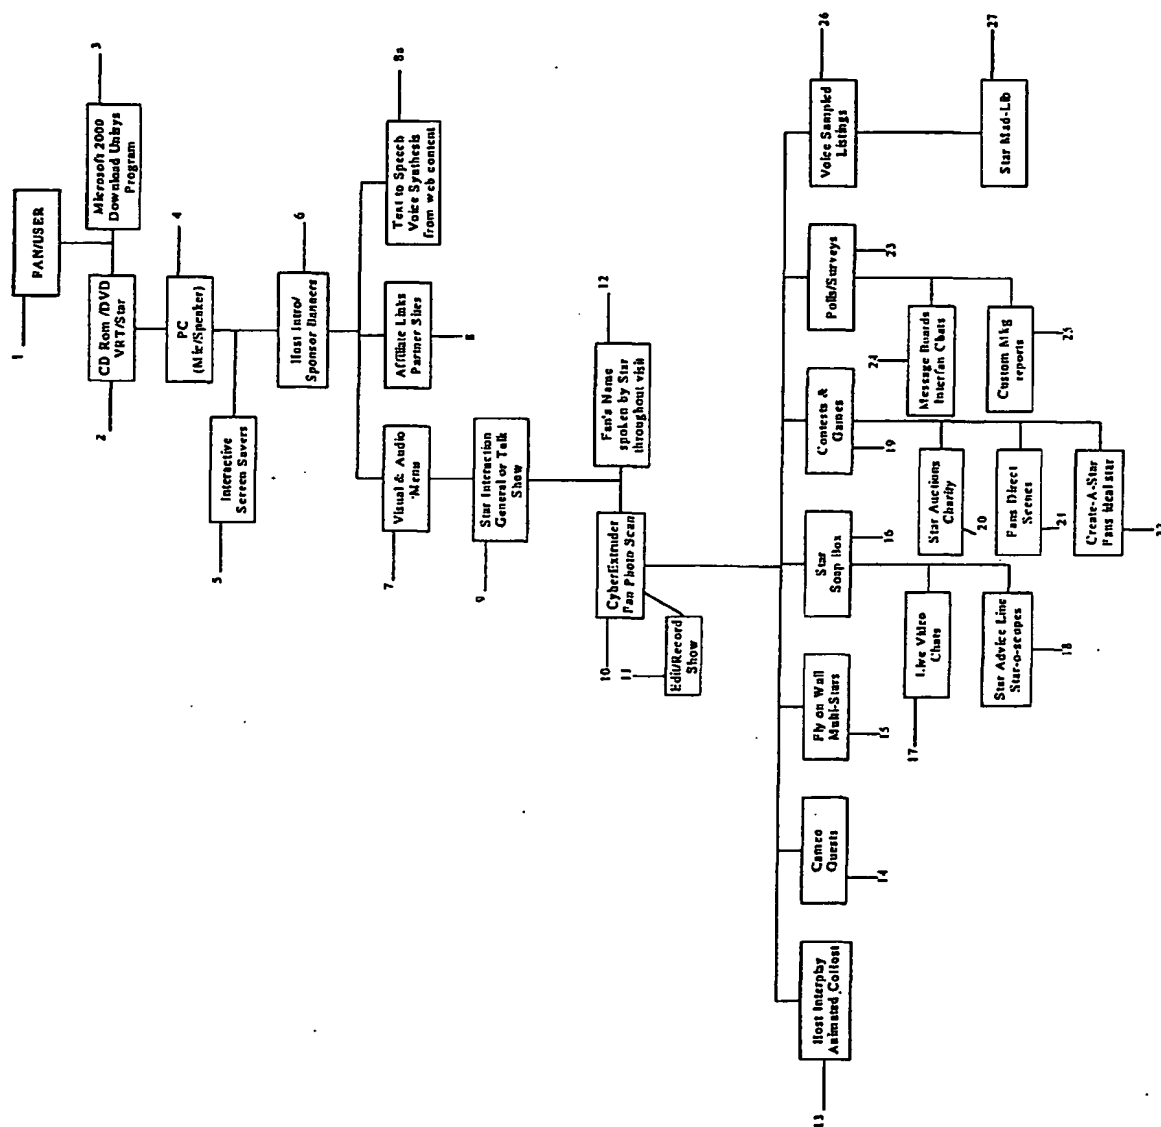 1
FAN/USER
3
Microsoft 2000
Download Unisys
Program
2
CD Rom/DVD
VRT/Star
4
PC
(Mic/Speaker)
5
Interactive
Screen Savers
6
Host Intro/
Sponsor Banners
7
Visual & Audio
Menu
8
Affiliate Links
Partner Sites
8a
Text to Speech
Voice Synthesis
from web content
9
Star Interaction
General or Talk
Show
10
CyberExtruder
Fan Photo Scan
11
Edit/Record
Show
12
Fan's Name
spoken by Star
throughout visit
13
Host Interplay
Animated CoHost
14
Cameo
Guests
15
Fly on Wall
Multi-Stars
16
Star
Soap Box
17
Live Video
Chats
18
Star Advice Line
Star-o-scopes
19
Contests &
Games
20
Star Auctions
Charity
21
Fans Direct
Scenes
22
Create-A-Star
Fans Ideal star
23
Polls/Surveys
24
Message Boards
Interfan Chats
25
Custom Mkg
reports
26
Voice Sampled
Listings
27
Star Mad-Lib